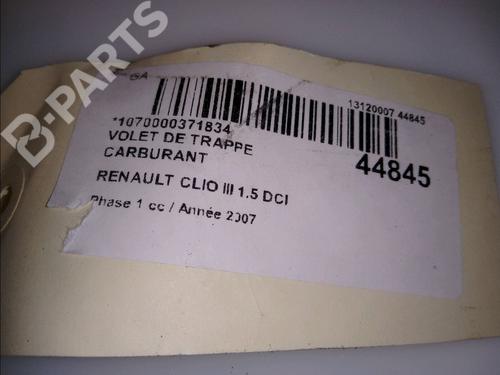 B-PARTS
GA
13120007 44845
*1070000371834
VOLET DE TRAPPE
CARBURANT
44845
RENAULT CLIO III 1.5 DCI
Phase 1 cc / Année 2007